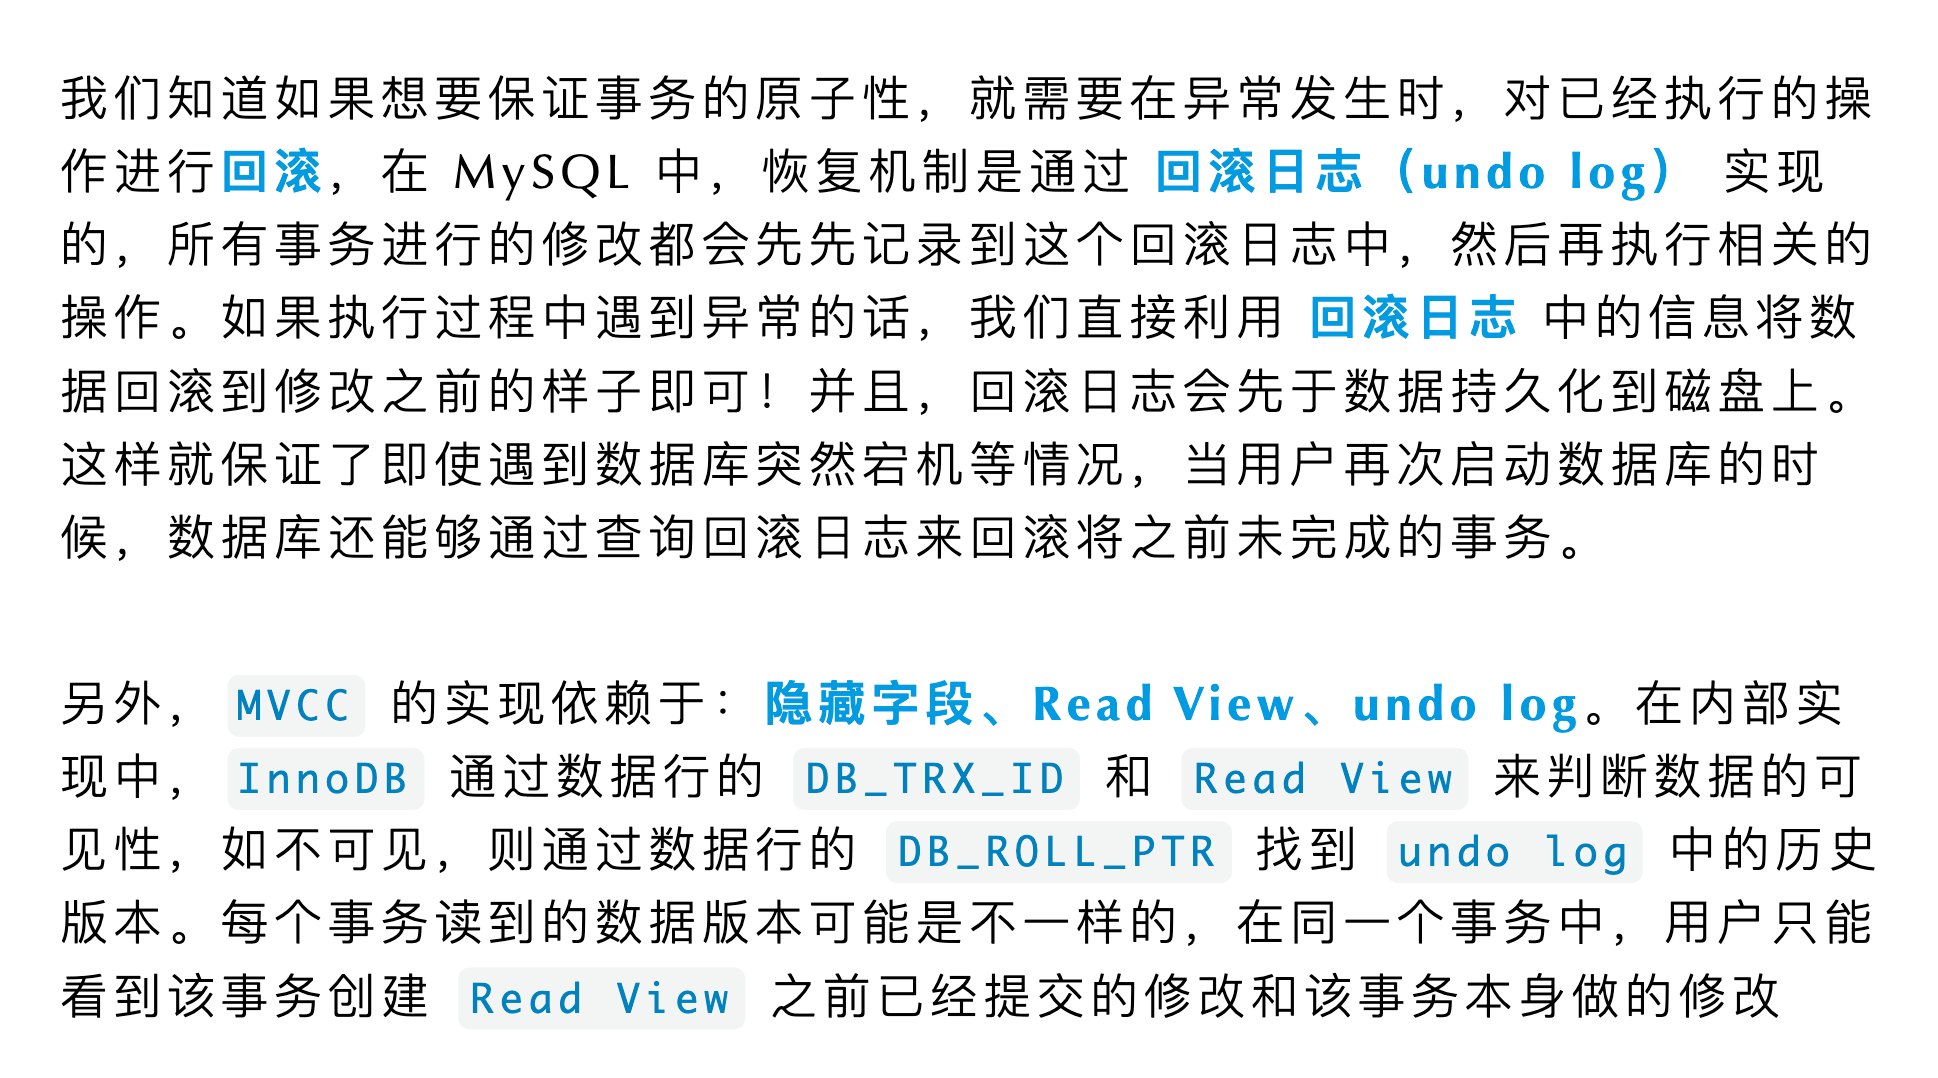 我们知道如果想要保证事务的原子性，就需要在异常发生时，对已经执行的操
作进行回滚，在 MySQL 中，恢复机制是通过 回滚日志（undo log） 实现
的，所有事务进行的修改都会先先记录到这个回滚日志中，然后再执行相关的
操作。如果执行过程中遇到异常的话，我们直接利用 回滚日志 中的信息将数
据回滚到修改之前的样子即可！并且，回滚日志会先于数据持久化到磁盘上。
这样就保证了即使遇到数据库突然宕机等情况，当用户再次启动数据库的时
候，数据库还能够通过查询回滚日志来回滚将之前未完成的事务。
另外， MVCC 的实现依赖于：隐藏字段、Read View、undo log。在内部实
现中， InnoDB 通过数据行的 DB_TRX_ID 和 Read View 来判断数据的可
见性，如不可见，则通过数据行的 DB_ROLL_PTR 找到 undo log 中的历史
版本。每个事务读到的数据版本可能是不一样的，在同一个事务中，用户只能
看到该事务创建 Read View 之前已经提交的修改和该事务本身做的修改